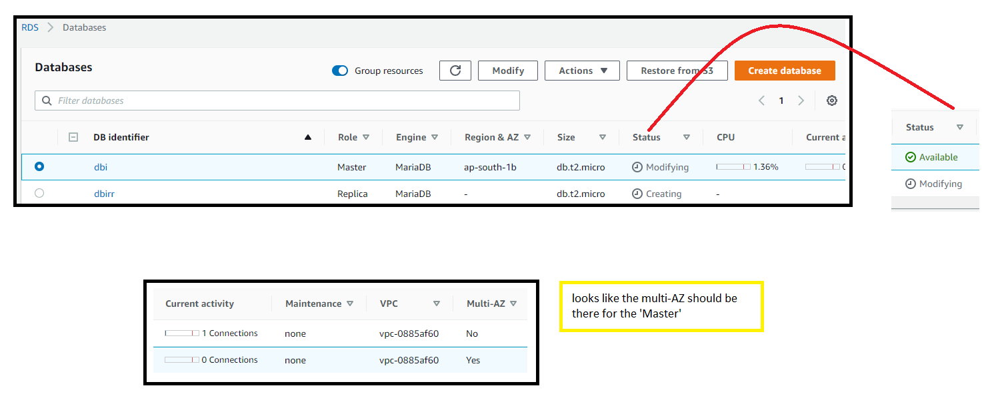 RDS > Databases
Databases
Group resources
Modify
Actions
Restore from S3
Create database
Filter databases
1
DB identifier Role Engine Region & AZ Size Status CPU Current a
dbi Master MariaDB ap-south-1b db.t2.micro Modifying 1.36% 0
dbirr Replica MariaDB - db.t2.micro Creating -
Status
Available
Modifying
Current activity Maintenance VPC Multi-AZ
1 Connections none vpc-0885af60 No
0 Connections none vpc-0885af60 Yes
looks like the multi-AZ should be
there for the 'Master'